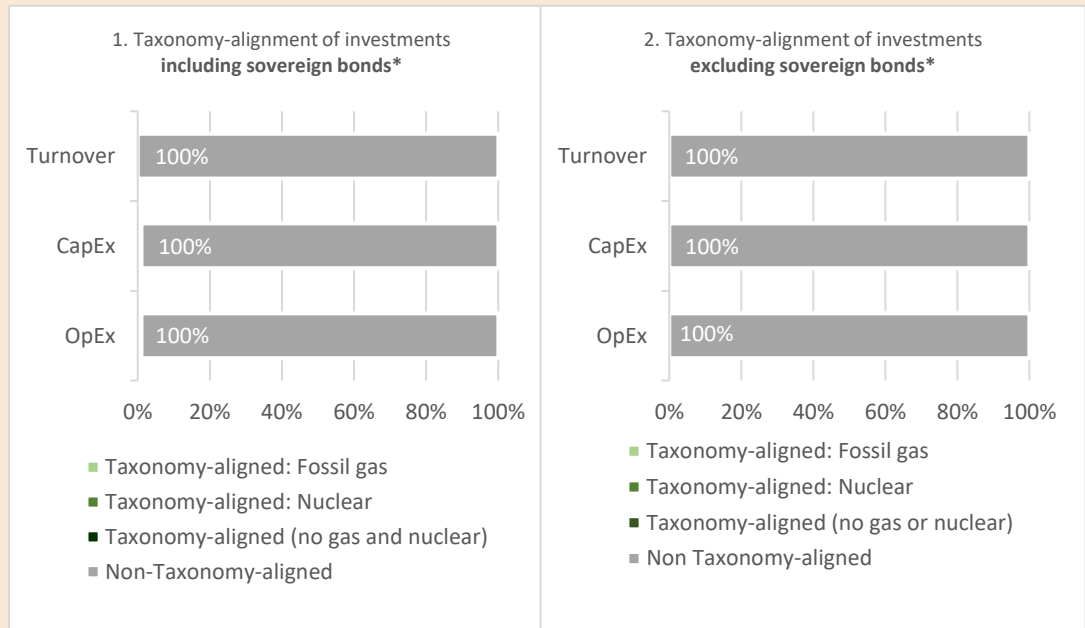 1. Taxonomy-alignment of investments
including sovereign bonds*
Turnover
100%
CapEx
100%
OpEx
100%
0% 20% 40% 60% 80% 100%
Taxonomy-aligned: Fossil gas
Taxonomy-aligned: Nuclear
Taxonomy-aligned (no gas and nuclear)
Non-Taxonomy-aligned
2. Taxonomy-alignment of investments
excluding sovereign bonds*
Turnover
100%
CapEx
100%
OpEx
100%
0% 20% 40% 60% 80% 100%
Taxonomy-aligned: Fossil gas
Taxonomy-aligned: Nuclear
Taxonomy-aligned (no gas or nuclear)
Non Taxonomy-aligned